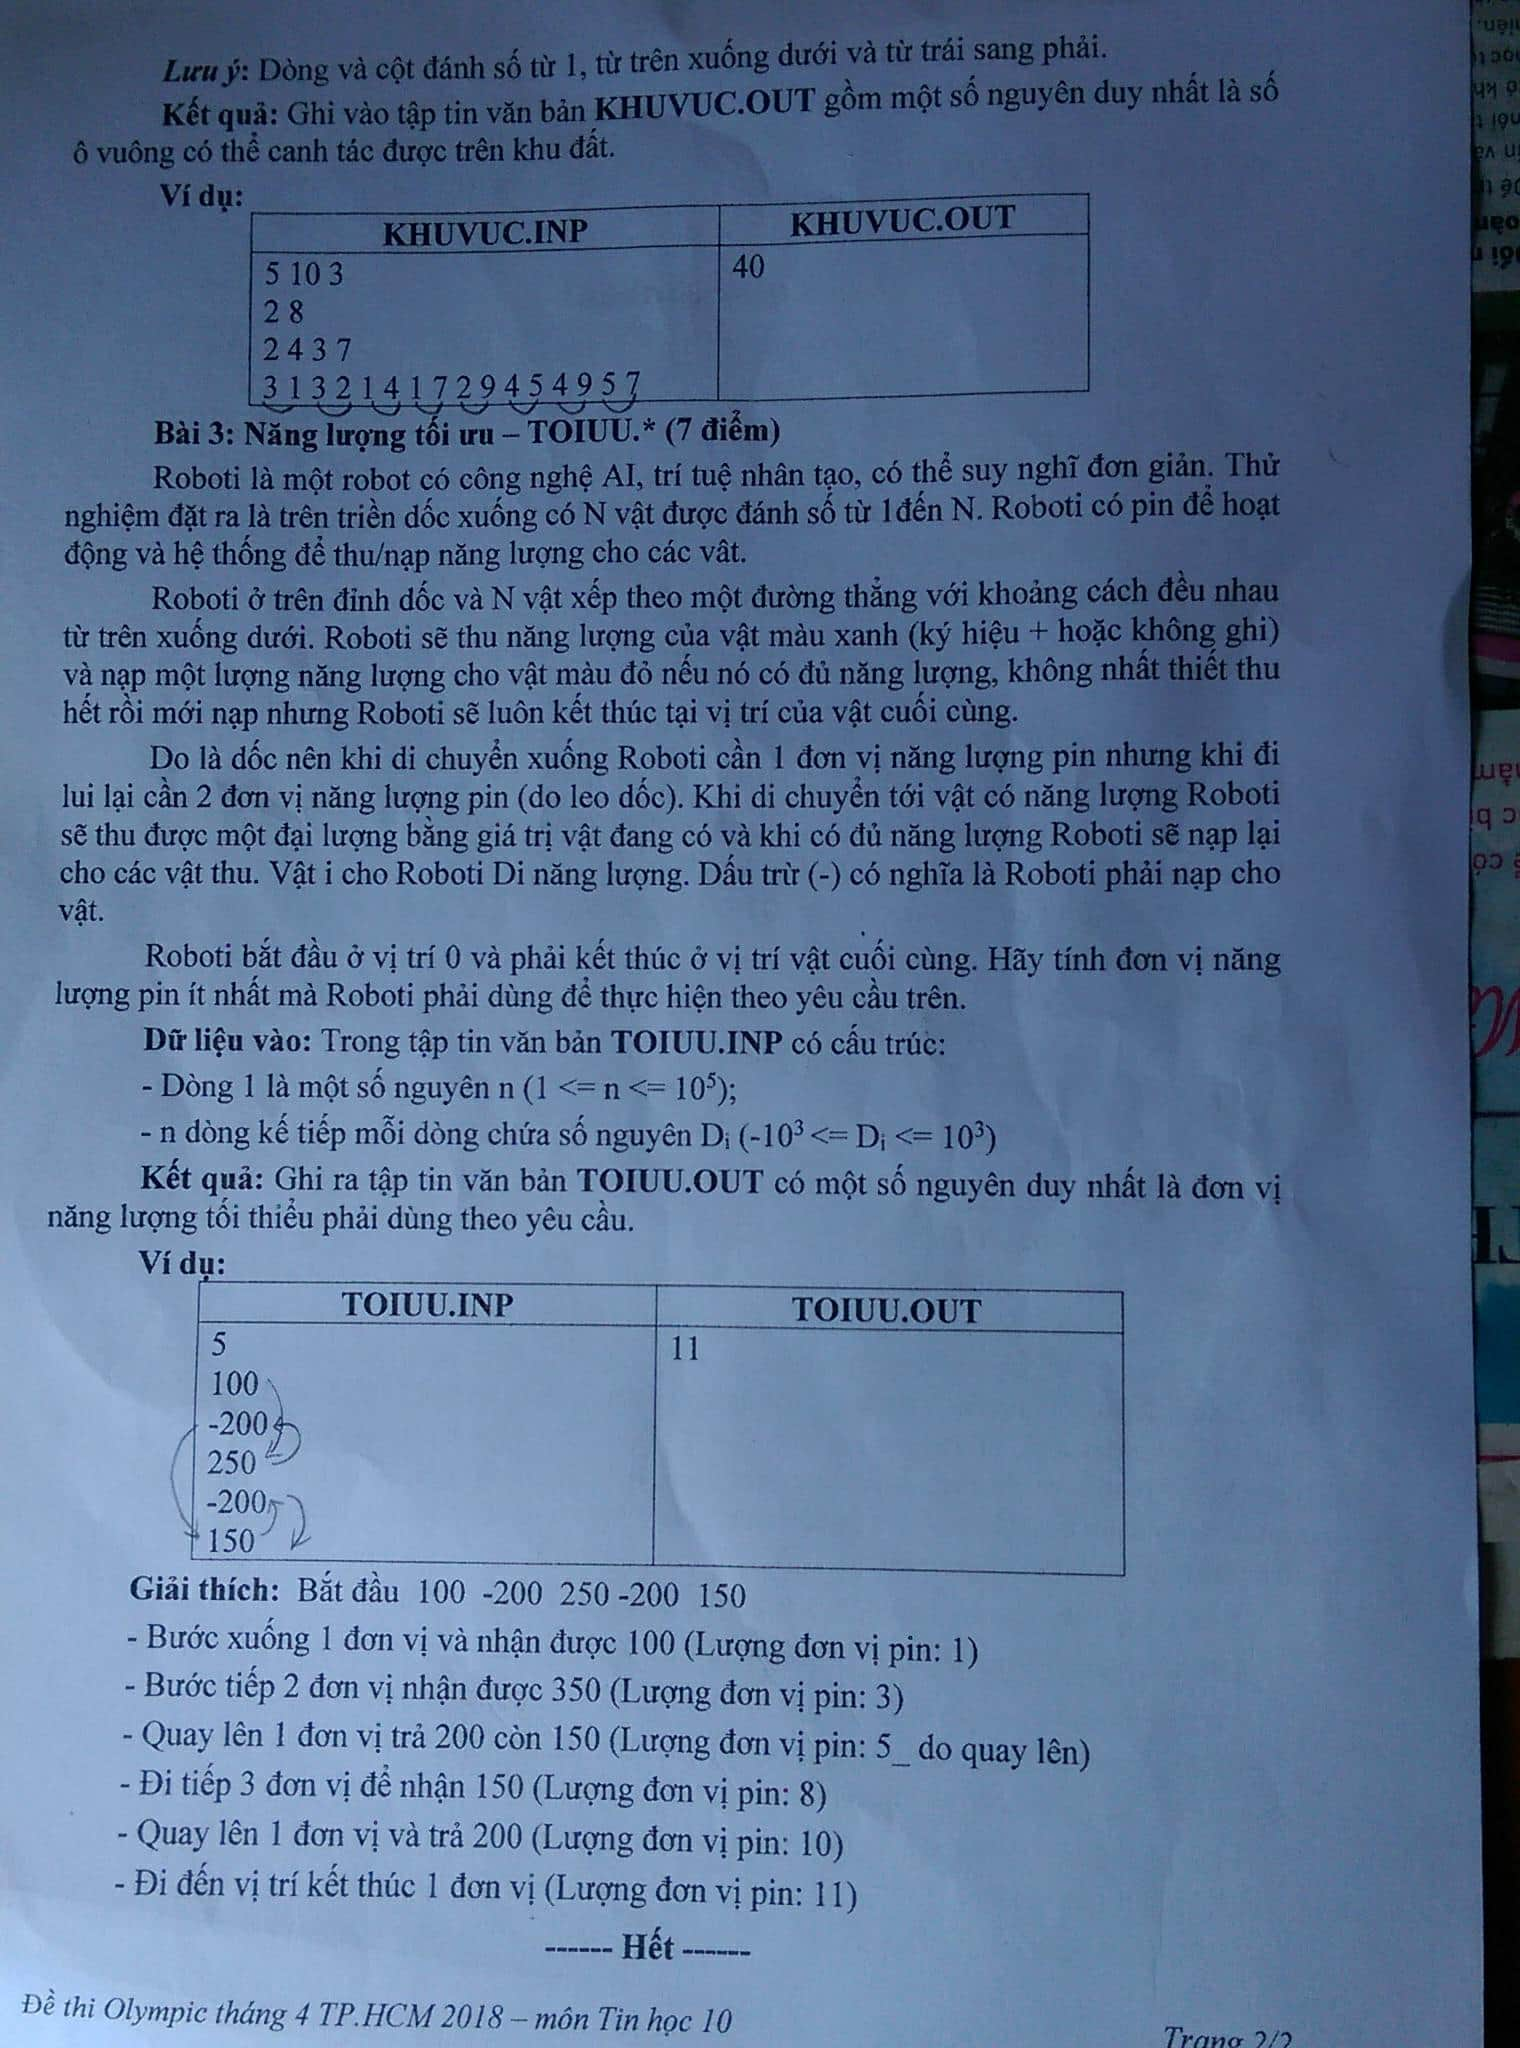 Lưu ý: Dòng và cột đánh số từ 1, từ trên xuống dưới và từ trái sang phải.
Kết quả: Ghi vào tập tin văn bản KHUVUC.OUT gồm một số nguyên duy nhất là số
ô vuông có thể canh tác được trên khu đất.
Ví dụ:
KHUVUC.INP KHUVUC.OUT
5 10 3 40
2 8
2 4 3 7
3 1 3 2 1 4 1 7 2 9 4 5 4 9 5 7
Bài 3: Năng lượng tối ưu – TOIUU.* (7 điểm)
Roboti là một robot có công nghệ AI, trí tuệ nhân tạo, có thể suy nghĩ đơn giản. Thử
nghiệm đặt ra là trên triền dốc xuống có N vật được đánh số từ 1đến N. Roboti có pin để hoạt
động và hệ thống để thu/nạp năng lượng cho các vât.
Roboti ở trên đỉnh dốc và N vật xếp theo một đường thẳng với khoảng cách đều nhau
từ trên xuống dưới. Roboti sẽ thu năng lượng của vật màu xanh (ký hiệu + hoặc không ghi)
và nạp một lượng năng lượng cho vật màu đỏ nếu nó có đủ năng lượng, không nhất thiết thu
hết rồi mới nạp nhưng Roboti sẽ luôn kết thúc tại vị trí của vật cuối cùng.
Do là dốc nên khi di chuyển xuống Roboti cần 1 đơn vị năng lượng pin nhưng khi đi
lui lại cần 2 đơn vị năng lượng pin (do leo dốc). Khi di chuyển tới vật có năng lượng Roboti
sẽ thu được một đại lượng bằng giá trị vật đang có và khi có đủ năng lượng Roboti sẽ nạp lại
cho các vật thu. Vật i cho Roboti Di năng lượng. Dấu trừ (-) có nghĩa là Roboti phải nạp cho
vật.
Roboti bắt đầu ở vị trí 0 và phải kết thúc ở vị trí vật cuối cùng. Hãy tính đơn vị năng
lượng pin ít nhất mà Roboti phải dùng để thực hiện theo yêu cầu trên.
Dữ liệu vào: Trong tập tin văn bản TOIUU.INP có cấu trúc:
- Dòng 1 là một số nguyên n (1 <= n <= 10⁵);
- n dòng kế tiếp mỗi dòng chứa số nguyên Dᵢ (-10³ <= Dᵢ <= 10³)
Kết quả: Ghi ra tập tin văn bản TOIUU.OUT có một số nguyên duy nhất là đơn vị
năng lượng tối thiểu phải dùng theo yêu cầu.
Ví dụ:
TOIUU.INP TOIUU.OUT
5 11
100
-200
250
-200
150
Giải thích: Bắt đầu 100 -200 250 -200 150
- Bước xuống 1 đơn vị và nhận được 100 (Lượng đơn vị pin: 1)
- Bước tiếp 2 đơn vị nhận được 350 (Lượng đơn vị pin: 3)
- Quay lên 1 đơn vị trả 200 còn 150 (Lượng đơn vị pin: 5_ do quay lên)
- Đi tiếp 3 đơn vị để nhận 150 (Lượng đơn vị pin: 8)
- Quay lên 1 đơn vị và trả 200 (Lượng đơn vị pin: 10)
- Đi đến vị trí kết thúc 1 đơn vị (Lượng đơn vị pin: 11)
------ Hết ------
Đề thi Olympic tháng 4 TP.HCM 2018 – môn Tin học 10
Trang 2/2